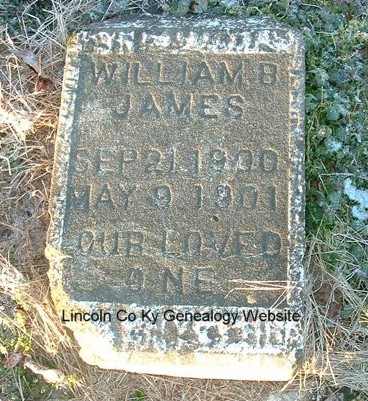 WILLIAM B
JAMES
SEP 21, 1900
MAY 9, 1901
OUR LOVED
ONE
Lincoln Co Ky Genealogy Website